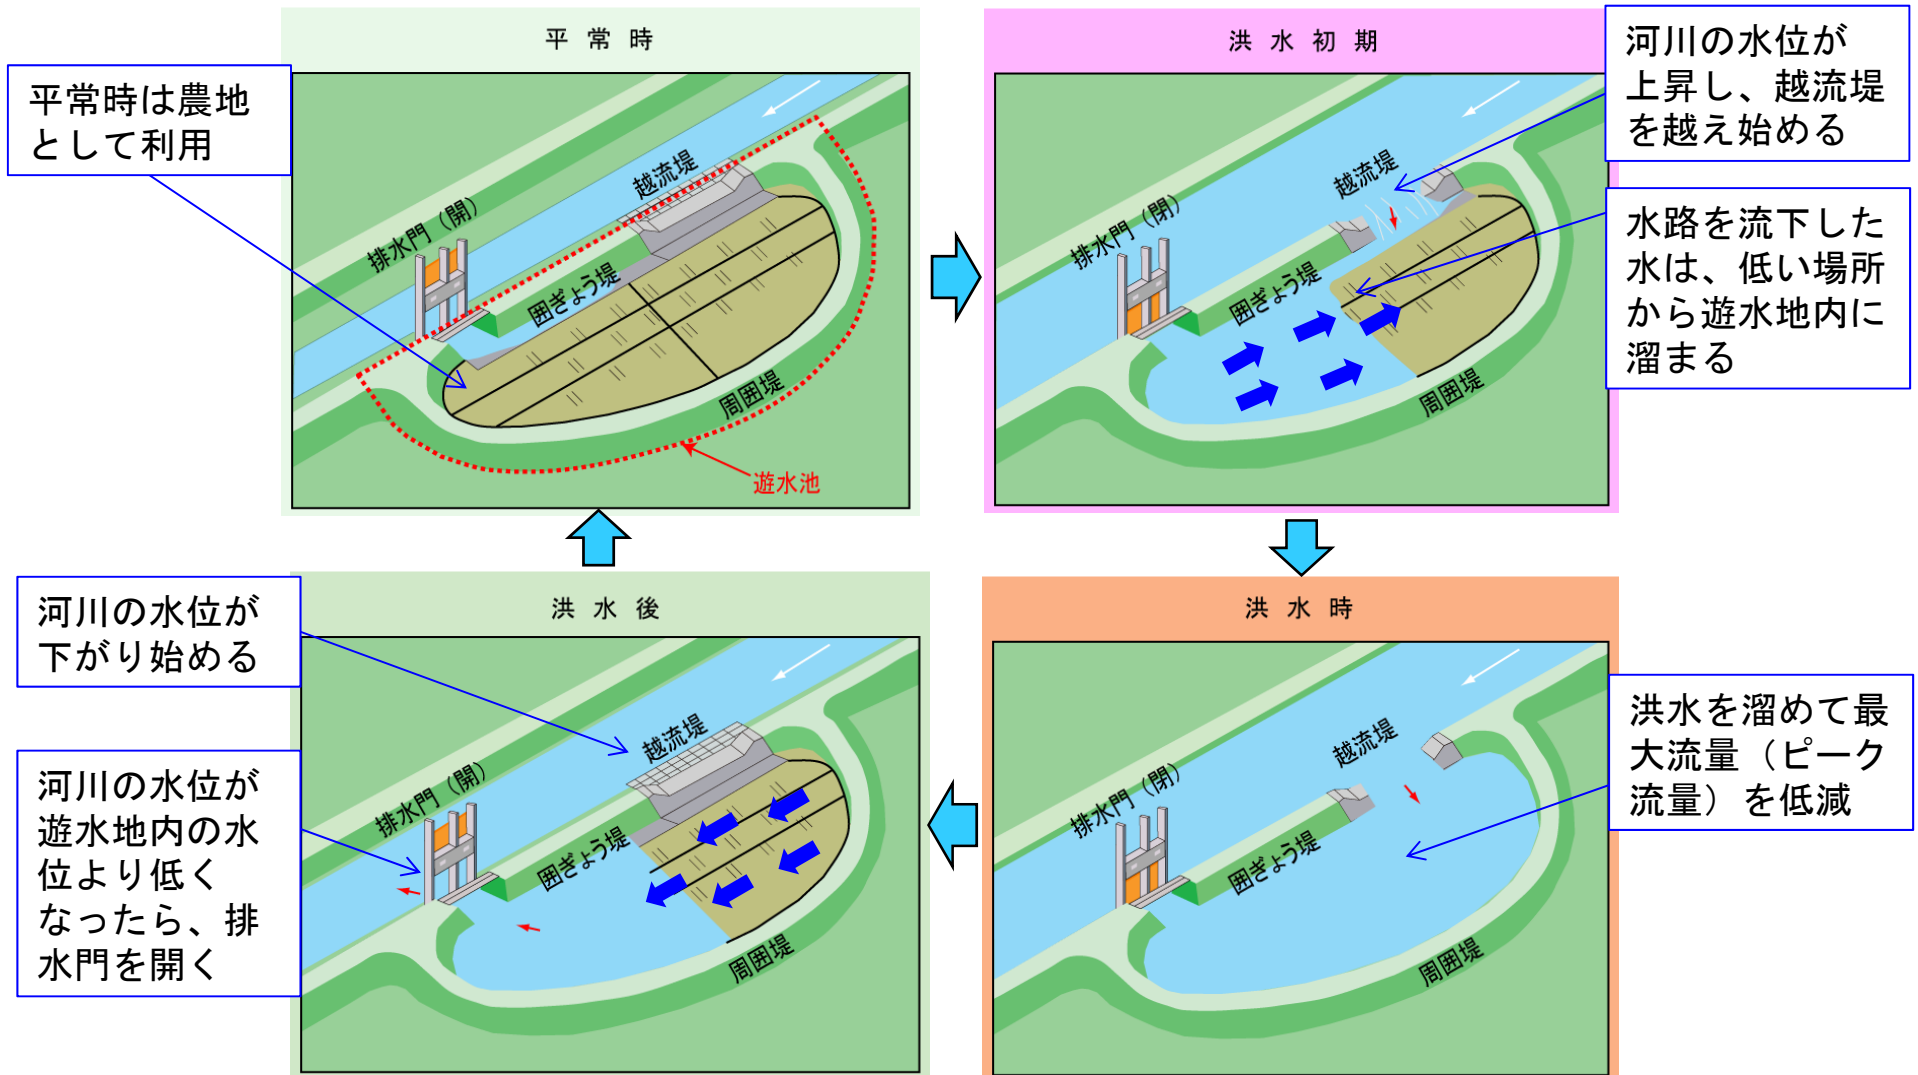 平常時
平常時は農地
として利用
越流堤
排水門（開）
囲ぎょう堤
周囲堤
遊水池
洪水初期
河川の水位が
上昇し、越流堤
を越え始める
水路を流下した
水は、低い場所
から遊水地内に
溜まる
越流堤
排水門（閉）
囲ぎょう堤
周囲堤
洪水時
洪水を溜めて最
大流量（ピーク
流量）を低減
越流堤
排水門（閉）
囲ぎょう堤
周囲堤
洪水後
河川の水位が
下がり始める
河川の水位が
遊水地内の水
位より低く
なったら、排
水門を開く
越流堤
排水門（開）
囲ぎょう堤
周囲堤